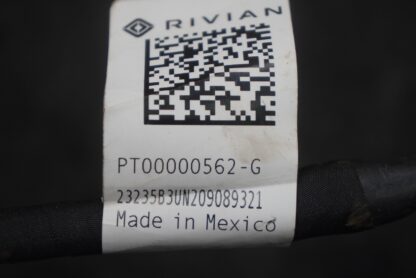 RIVIAN
PT00000562-G
23235B3UN209089321
Made in Mexico